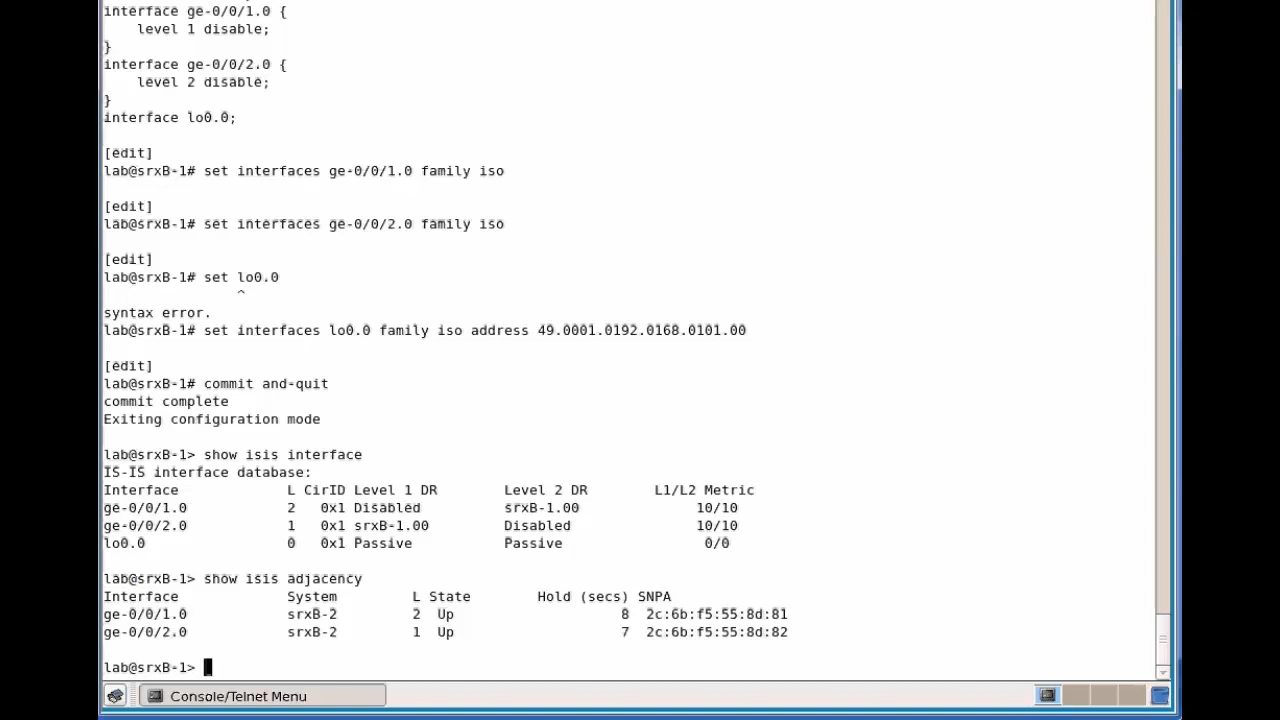 interface ge-0/0/1.0 {
    level 1 disable;
}
interface ge-0/0/2.0 {
    level 2 disable;
}
interface lo0.0;
[edit]
lab@srxB-1# set interfaces ge-0/0/1.0 family iso
[edit]
lab@srxB-1# set interfaces ge-0/0/2.0 family iso
[edit]
lab@srxB-1# set lo0.0
                ^
syntax error.
lab@srxB-1# set interfaces lo0.0 family iso address 49.0001.0192.0168.0101.00
[edit]
lab@srxB-1# commit and-quit
commit complete
Exiting configuration mode
lab@srxB-1> show isis interface
IS-IS interface database:
Interface             L CirID Level 1 DR        Level 2 DR        L1/L2 Metric
ge-0/0/1.0            2   0x1 Disabled          srxB-1.00              10/10
ge-0/0/2.0            1   0x1 srxB-1.00         Disabled               10/10
lo0.0                 0   0x1 Passive           Passive                 0/0
lab@srxB-1> show isis adjacency
Interface             System         L State        Hold (secs) SNPA
ge-0/0/1.0            srxB-2         2  Up                    8  2c:6b:f5:55:8d:81
ge-0/0/2.0            srxB-2         1  Up                    7  2c:6b:f5:55:8d:82
lab@srxB-1>
Console/Telnet Menu